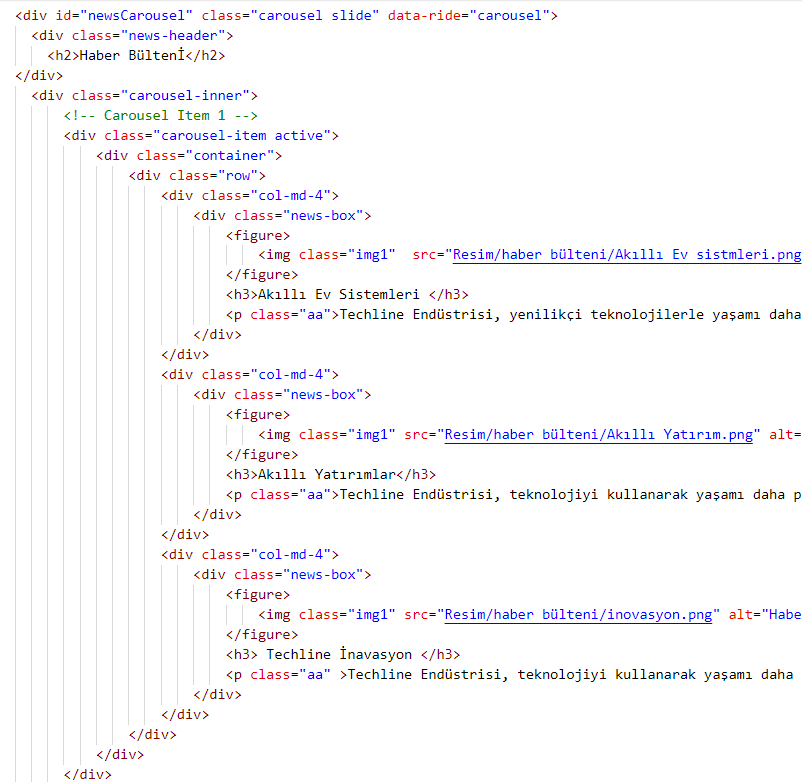 <div id="newsCarousel" class="carousel slide" data-ride="carousel">
<div class="news-header">
<h2>Haber Bültenİ</h2>
</div>
<div class="carousel-inner">
<!-- Carousel Item 1 -->
<div class="carousel-item active">
<div class="container">
<div class="row">
<div class="col-md-4">
<div class="news-box">
<figure>
<img class="img1"  src="Resim/haber bülteni/Akıllı Ev sistmleri.png
</figure>
<h3>Akıllı Ev Sistemleri </h3>
<p class="aa">Techline Endüstrisi, yenilikçi teknolojilerle yaşamı daha
</div>
</div>
<div class="col-md-4">
<div class="news-box">
<figure>
<img class="img1" src="Resim/haber bülteni/Akıllı Yatırım.png" alt=
</figure>
<h3>Akıllı Yatırımlar</h3>
<p class="aa">Techline Endüstrisi, teknolojiyi kullanarak yaşamı daha p
</div>
</div>
<div class="col-md-4">
<div class="news-box">
<figure>
<img class="img1" src="Resim/haber bülteni/inovasyon.png" alt="Habe
</figure>
<h3> Techline İnavasyon </h3>
<p class="aa" >Techline Endüstrisi, teknolojiyi kullanarak yaşamı daha
</div>
</div>
</div>
</div>
</div>